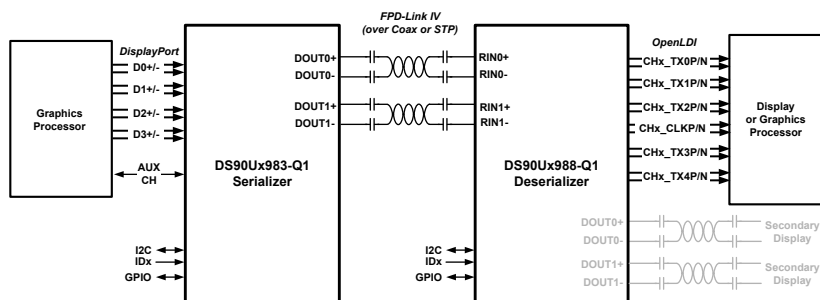 FPD-Link IV
(over Coax or STP)
DisplayPort
D0+/-
D1+/-
D2+/-
D3+/-
Graphics
Processor
AUX
CH
DOUT0+
DOUT0-
DOUT1+
DOUT1-
DS90Ux983-Q1
Serializer
I2C
IDx
GPIO
RIN0+
RIN0-
RIN1+
RIN1-
DS90Ux988-Q1
Deserializer
I2C
IDx
GPIO
OpenLDI
CHx_TX0P/N
CHx_TX1P/N
CHx_TX2P/N
CHx_CLKP/N
CHx_TX3P/N
CHx_TX4P/N
Display
or Graphics
Processor
DOUT0+
DOUT0-
Secondary
Display
DOUT1+
DOUT1-
Secondary
Display